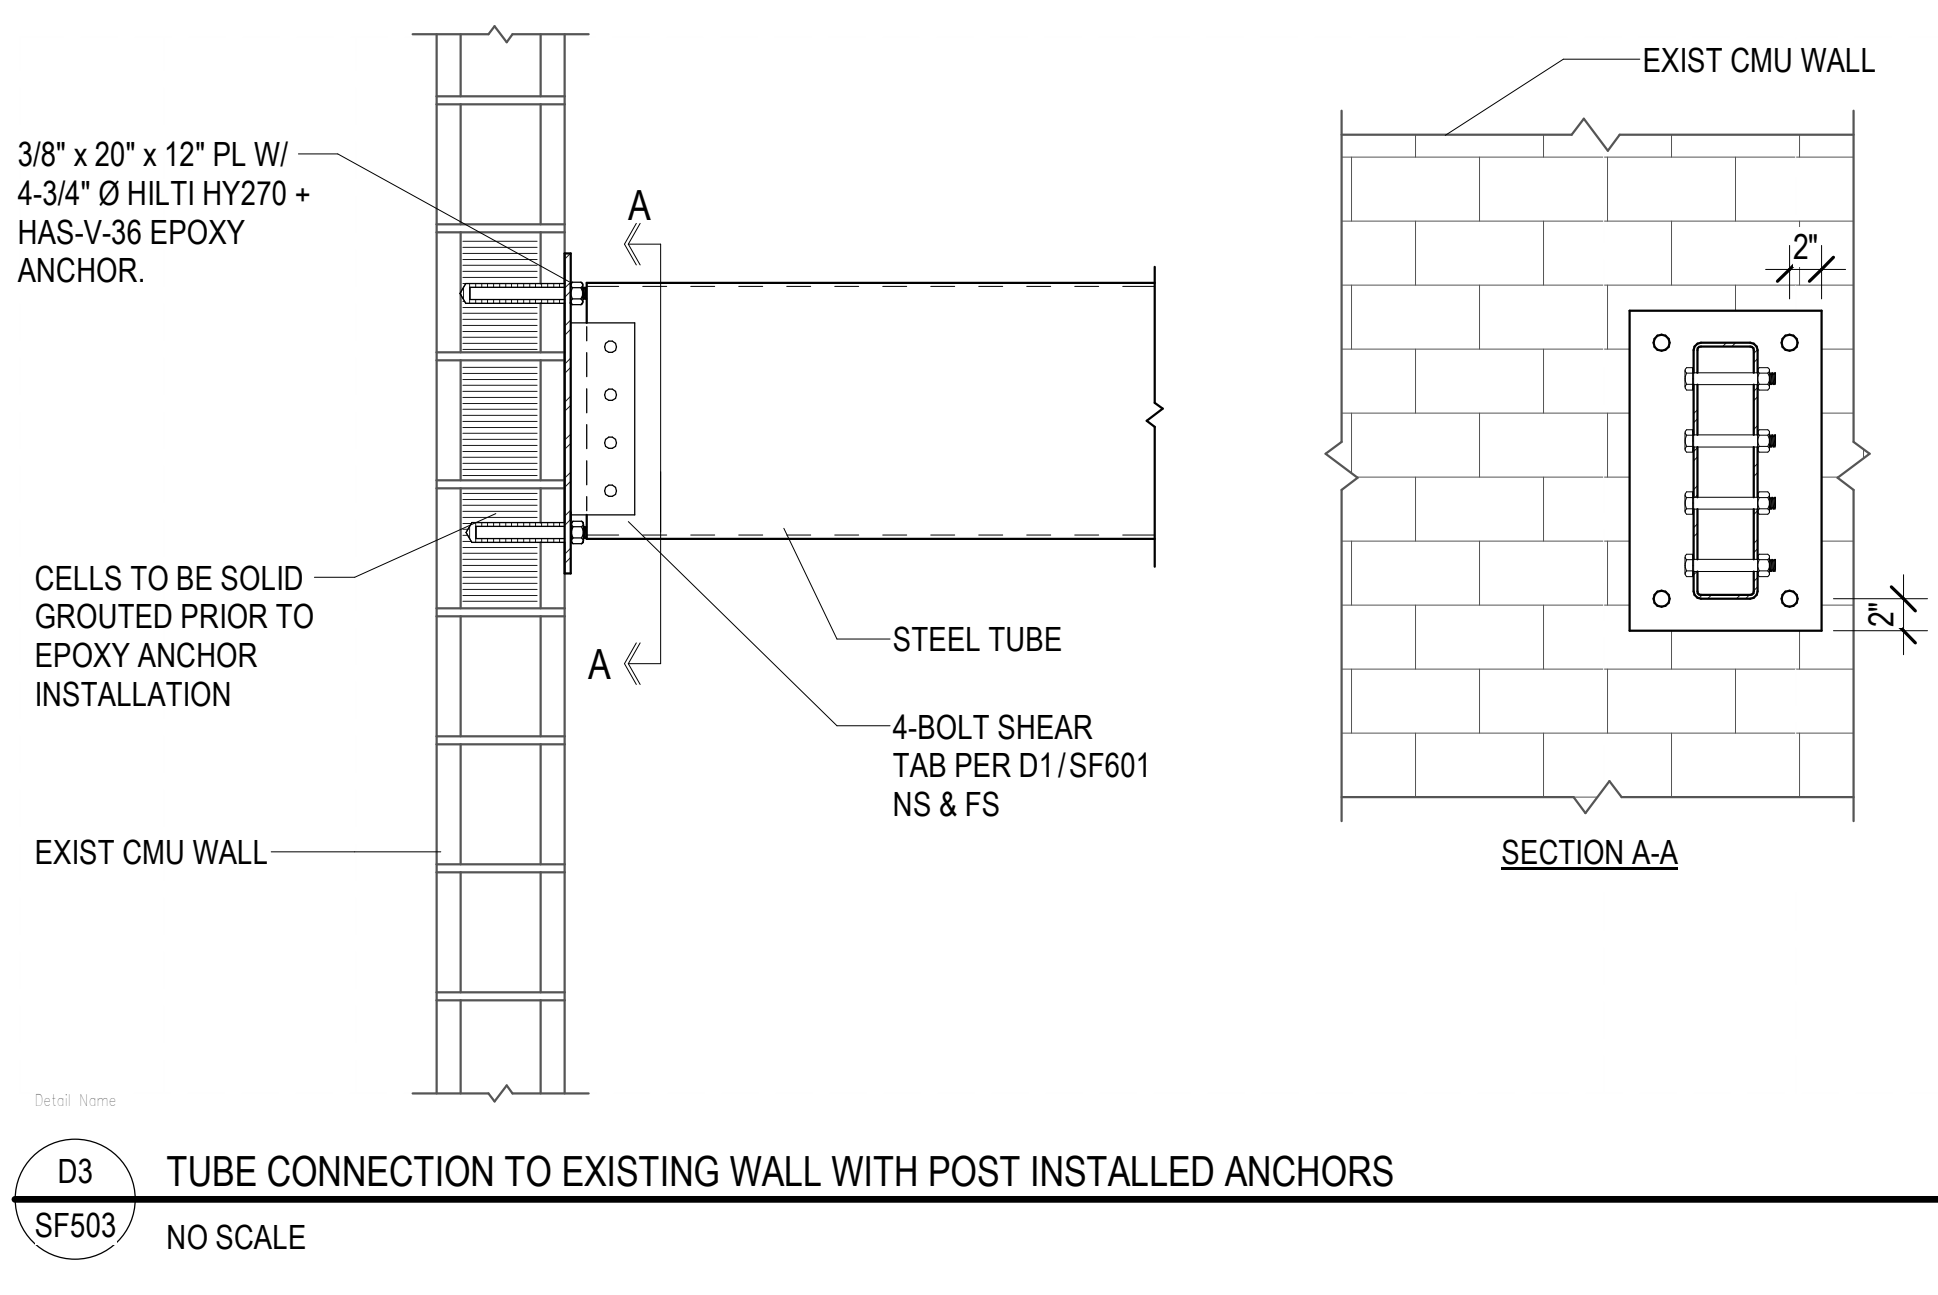 EXIST CMU WALL
3/8" x 20" x 12" PL W/
4-3/4" Ø HILTI HY270 +
HAS-V-36 EPOXY
ANCHOR.
A
2"
CELLS TO BE SOLID
GROUTED PRIOR TO
EPOXY ANCHOR
INSTALLATION
A
STEEL TUBE
2"
4-BOLT SHEAR
TAB PER D1/SF601
NS & FS
EXIST CMU WALL
SECTION A-A
Detail Name
D3
TUBE CONNECTION TO EXISTING WALL WITH POST INSTALLED ANCHORS
SF503
NO SCALE